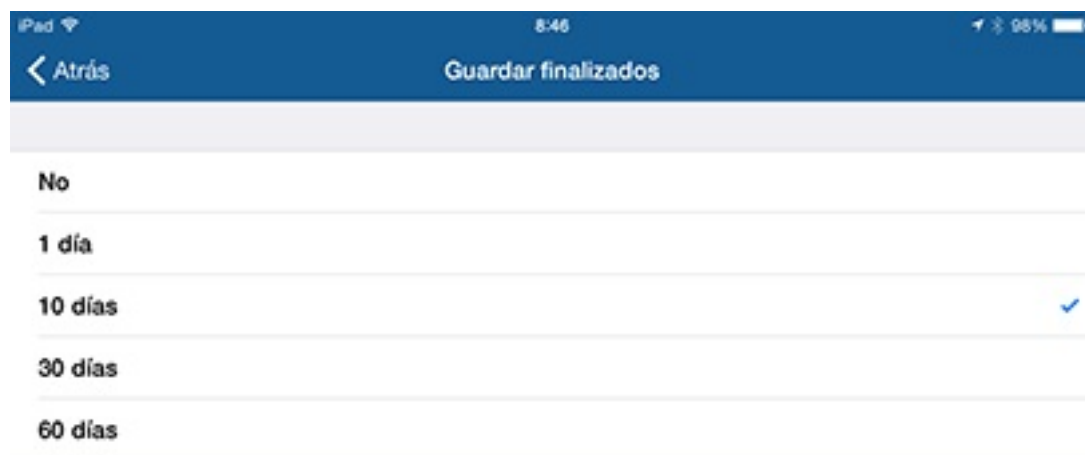 iPad 8:46 98%
Atrás Guardar finalizados
No
1 día
10 días
30 días
60 días